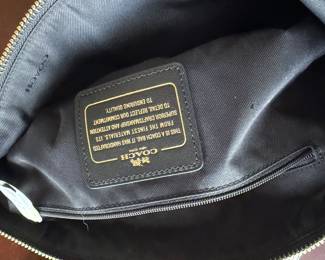 COACH
THIS IS A COACH BAG. IT WAS HANDCRAFTED
FROM THE FINEST MATERIALS. ITS
SUPERIOR CRAFTSMANSHIP AND ATTENTION
TO DETAIL REFLECT OUR COMMITMENT
TO ENDURING QUALITY.
COACH